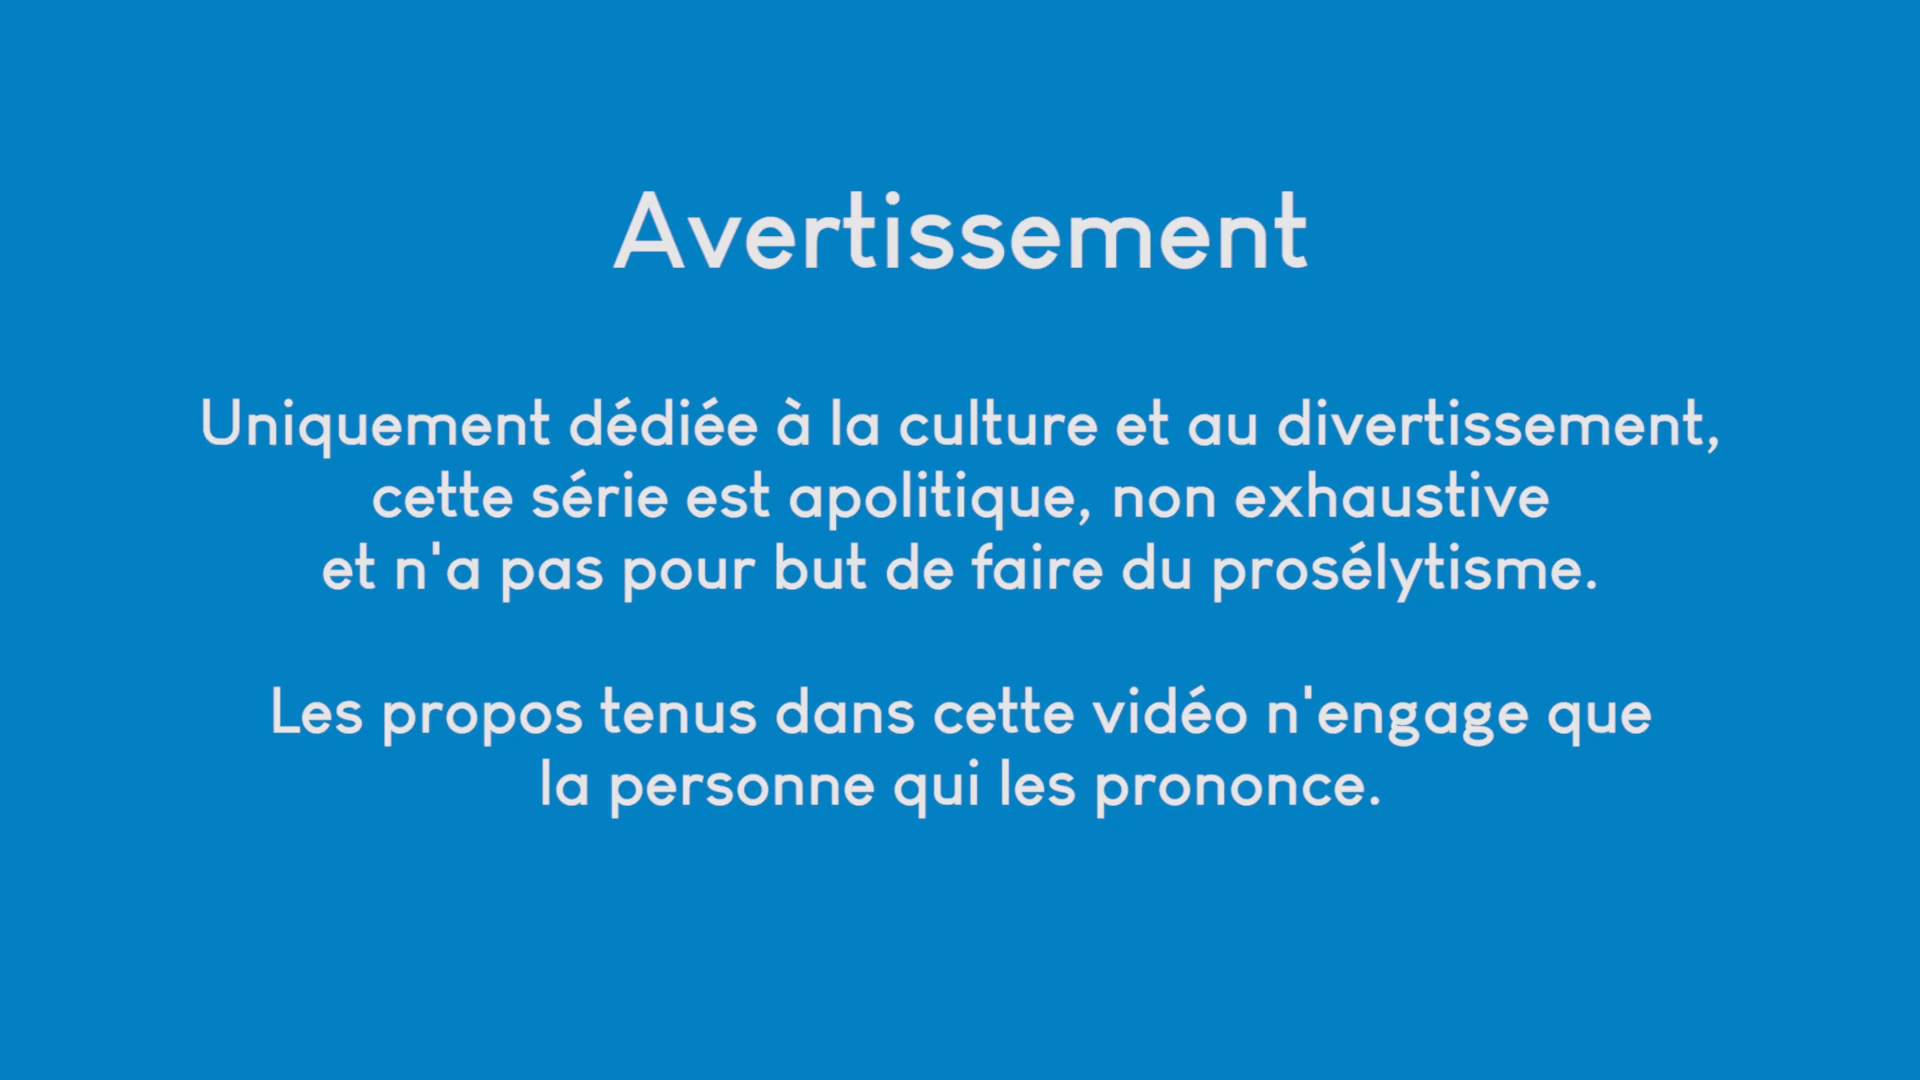 Avertissement
Uniquement dédiée à la culture et au divertissement,
cette série est apolitique, non exhaustive
et n'a pas pour but de faire du prosélytisme.
Les propos tenus dans cette vidéo n'engage que
la personne qui les prononce.